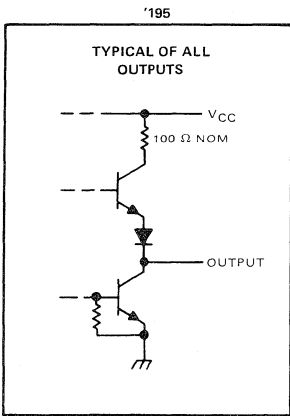 '195
TYPICAL OF ALL
OUTPUTS
VCC
100 Ω NOM
OUTPUT